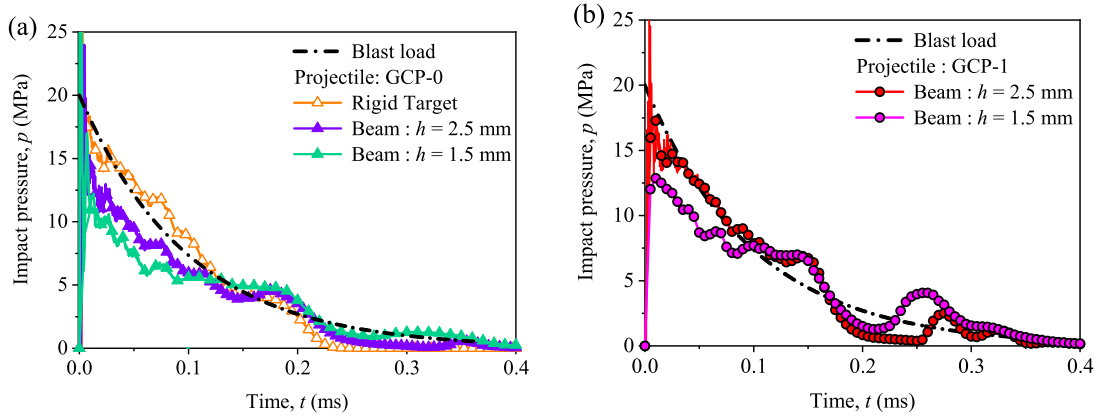 (a)
25
20
15
10
5
0
Impact pressure, p (MPa)
Blast load
Projectile: GCP-0
Rigid Target
Beam : h = 2.5 mm
Beam : h = 1.5 mm
0.0 0.1 0.2 0.3 0.4
Time, t (ms)
(b)
25
20
15
10
5
0
Impact pressure, p (MPa)
Blast load
Projectile : GCP-1
Beam : h = 2.5 mm
Beam : h = 1.5 mm
0.0 0.1 0.2 0.3 0.4
Time, t (ms)